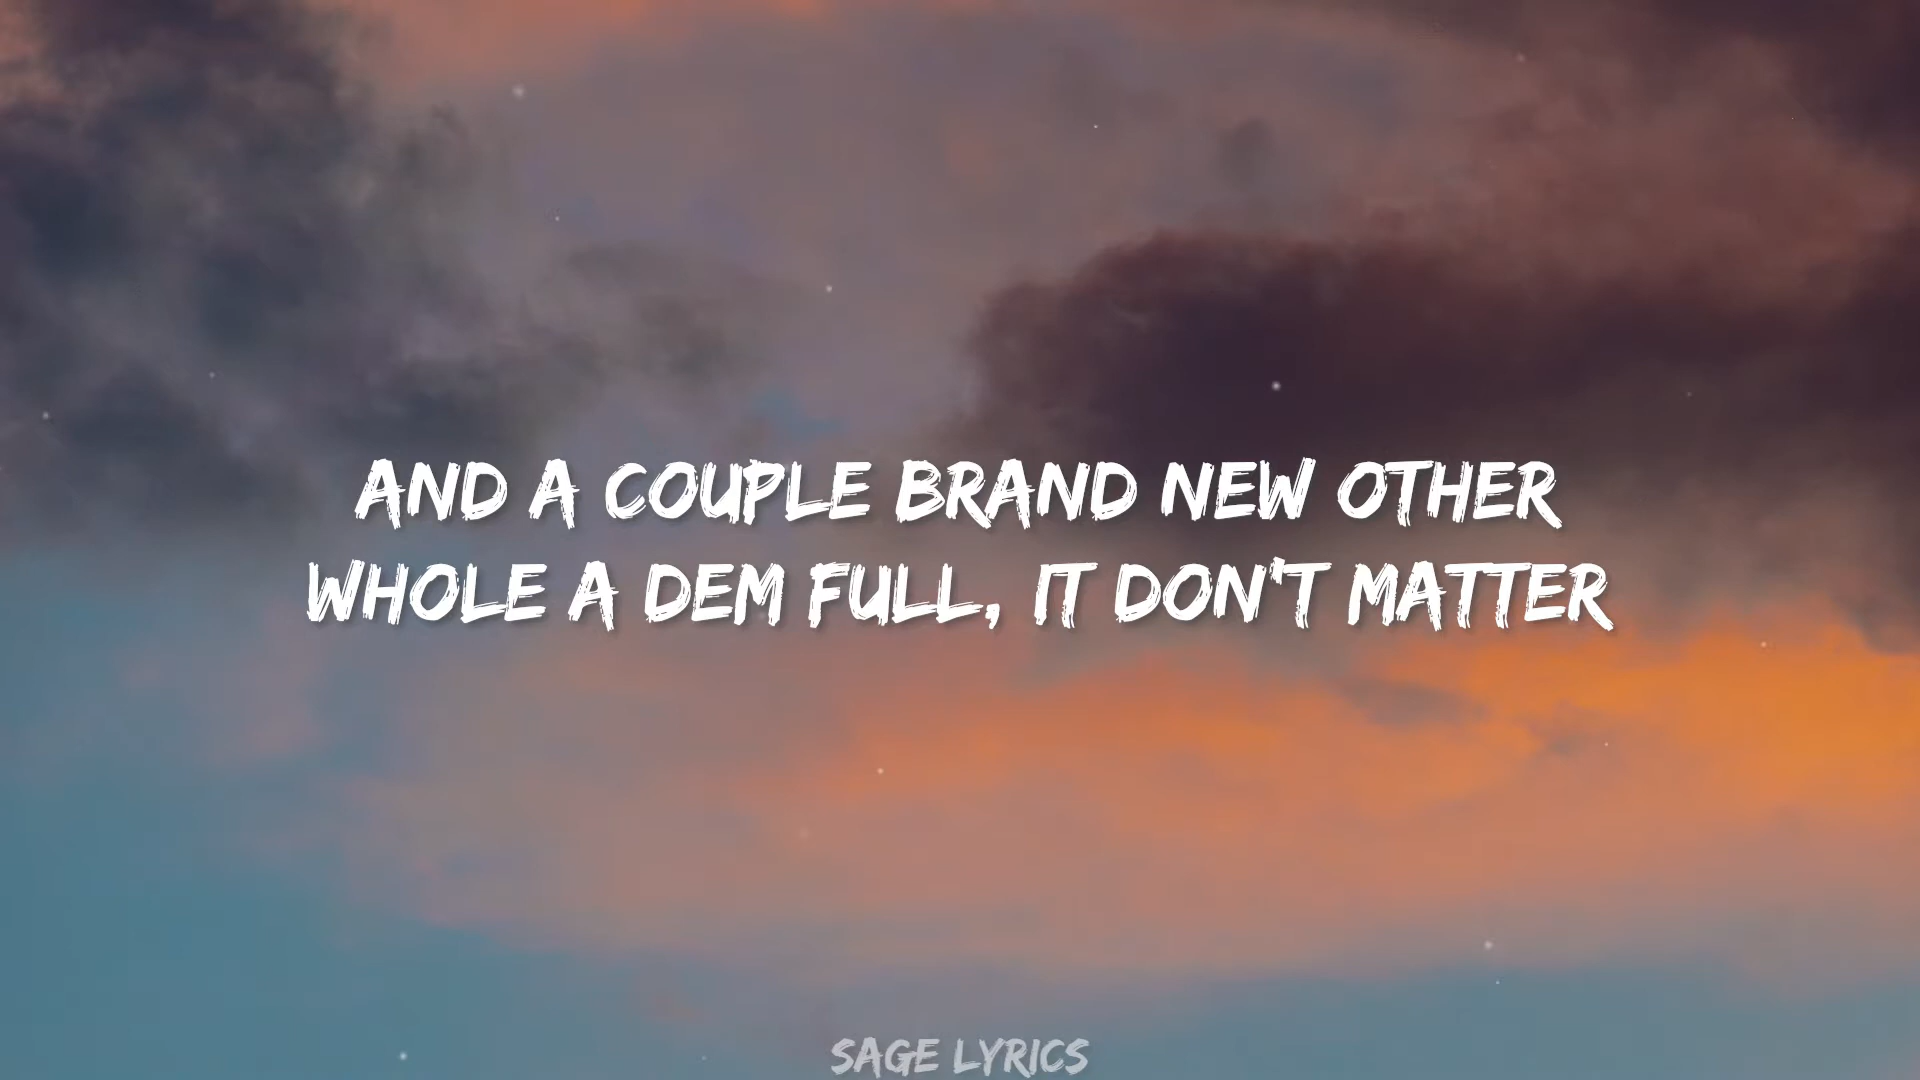 AND A COUPLE BRAND NEW OTHER
WHOLE A DEM FULL, IT DON'T MATTER
SAGE LYRICS